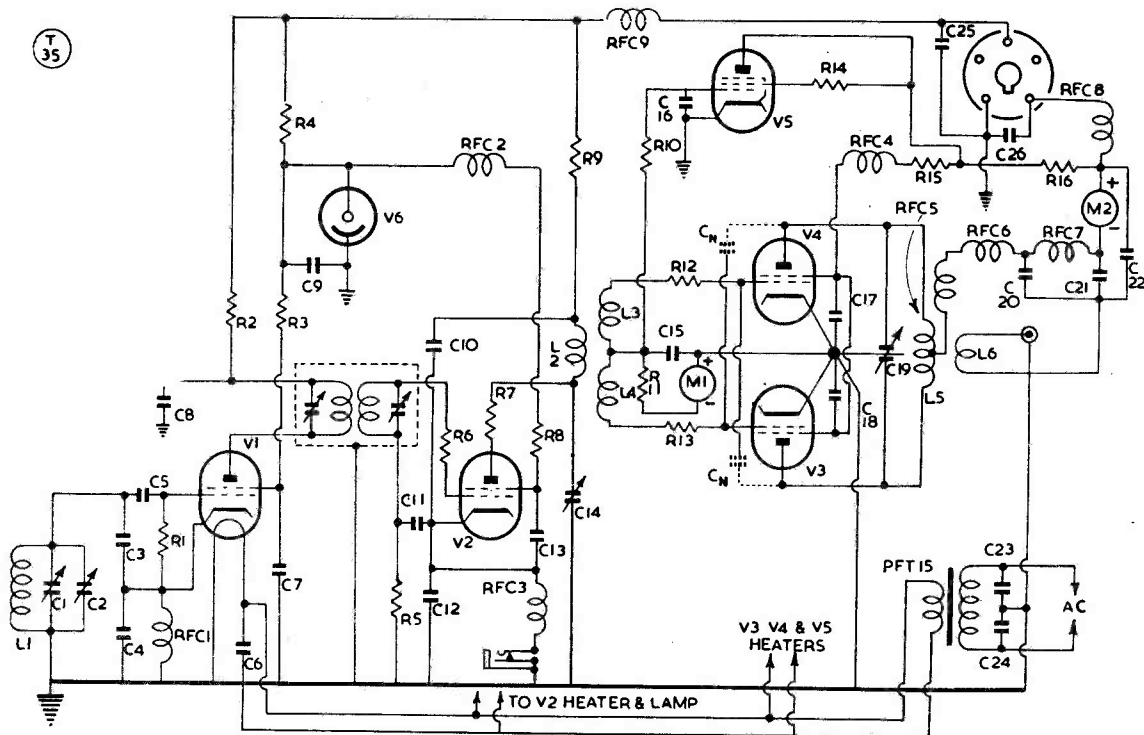 T
35
RFC9
C25
R14
RFC8
C
16
V5
R4
RFC2
R9
R10
RFC4
R15
C26
R16
RFC5
M2
+
-
V6
CN
V4
RFC6
RFC7
C9
R12
C
20
C21
C
22
R2
R3
C10
L
2
L3
C15
C17
C19
L6
C8
R7
L4
R
11
M1
+
-
C
18
L5
V1
R6
R8
R13
V3
C5
CN
C11
V2
C14
C3
R1
C13
C23
C7
PFT 15
C1
C2
R5
C12
RFC3
AC
L1
C4
RFC1
C6
V3 V4 & V5
HEATERS
C24
TO V2 HEATER & LAMP